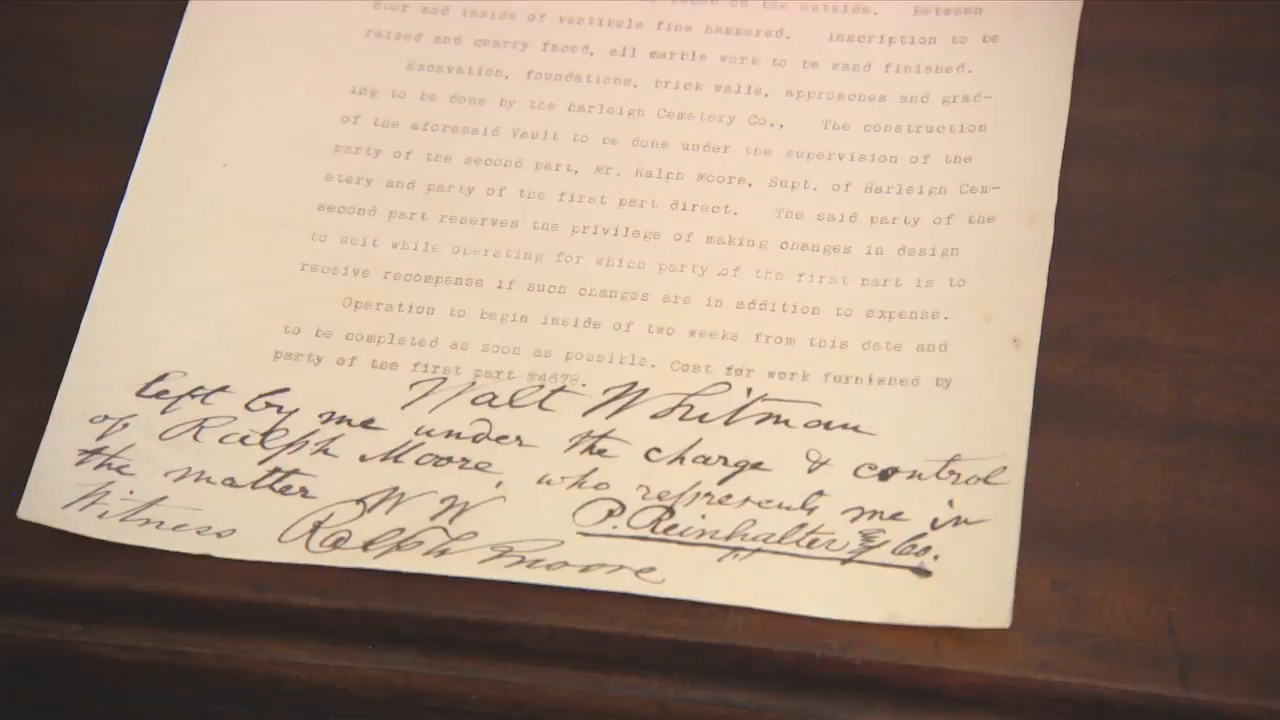 faced on the outside. Between
door and inside of vestibule fine hammered. Inscription to be
raised and quarry faced, all marble work to be sand finished.
Excavation, foundations, brick walls, approaches and grad-
ing to be done by the Harleigh Cemetery Co., The construction
of the aforesaid Vault to be done under the supervision of the
party of the second part, Mr. Ralph Moore, Supt. of Harleigh Cem-
etery and party of the first part direct. The said party of the
second part reserves the privilege of making changes in design
to suit while operating for which party of the first part is to
receive recompense if such changes are in addition to expense.
Operation to begin inside of two weeks from this date and
to be completed as soon as possible. Cost for work furnished by
party of the first part $4678.
Walt Whitman
left by me under the charge & control
of Ralph Moore, who represents me in
the matter W W
P. Reinhalter & Co.
Witness Ralph Moore